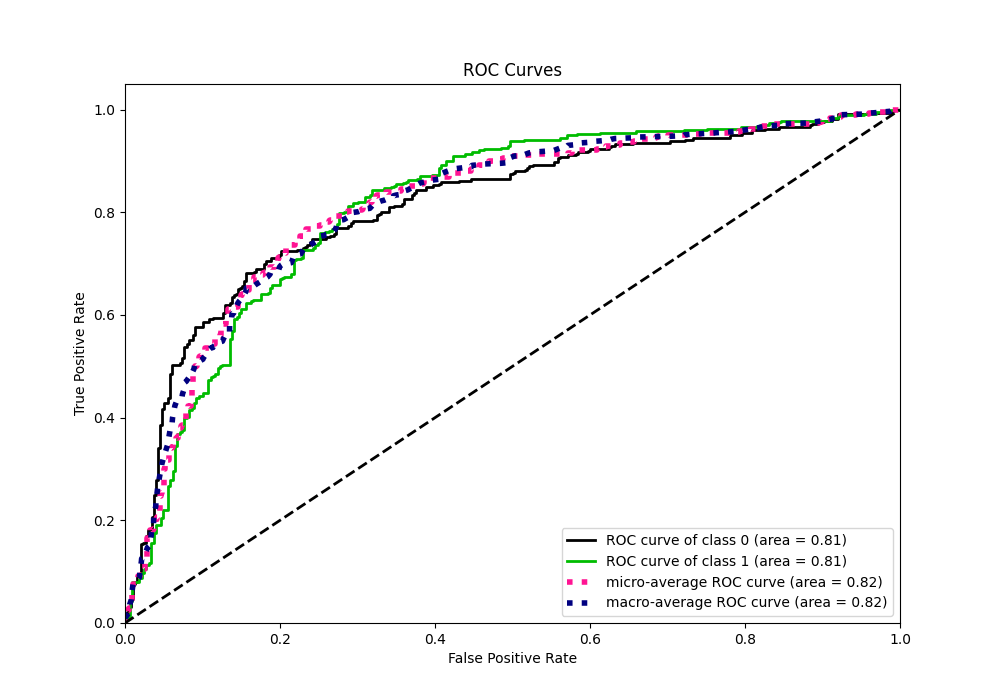 ROC Curves
True Positive Rate
1.0
0.8
0.6
0.4
0.2
0.0
ROC curve of class 0 (area = 0.81)
ROC curve of class 1 (area = 0.81)
micro-average ROC curve (area = 0.82)
macro-average ROC curve (area = 0.82)
0.0 0.2 0.4 0.6 0.8 1.0
False Positive Rate